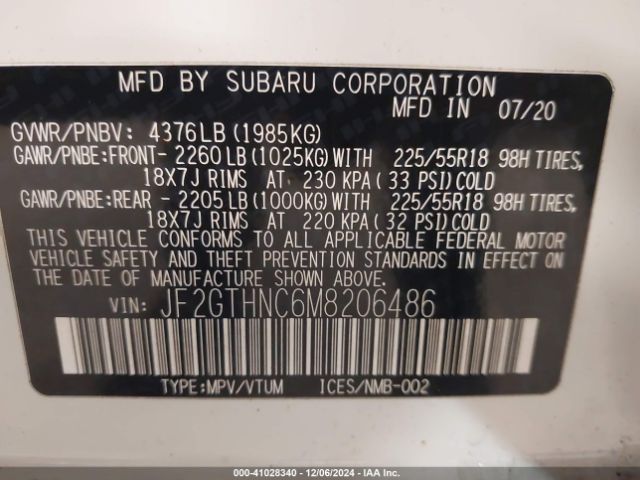 MFD BY SUBARU CORPORATION
MFD IN 07/20
GVWR/PNBV: 4376LB (1985KG)
GAWR/PNBE:FRONT- 2260 LB (1025KG) WITH 225/55R18 98H TIRES,
18X7J RIMS AT 230 KPA( 33 PSI) COLD
GAWR/PNBE:REAR - 2205 LB (1000KG) WITH 225/55R18 98H TIRES,
18X7J RIMS AT 220 KPA( 32 PSI) COLD
THIS VEHICLE CONFORMS TO ALL APPLICABLE FEDERAL MOTOR
VEHICLE SAFETY AND THEFT PREVENTION STANDARDS IN EFFECT ON
THE DATE OF MANUFACTURE SHOWN ABOVE.
VIN: JF2GTHNC6M8206486
TYPE:MPV/VTUM ICES/NMB-002
000-41028340 - 12/06/2024 - IAA Inc.